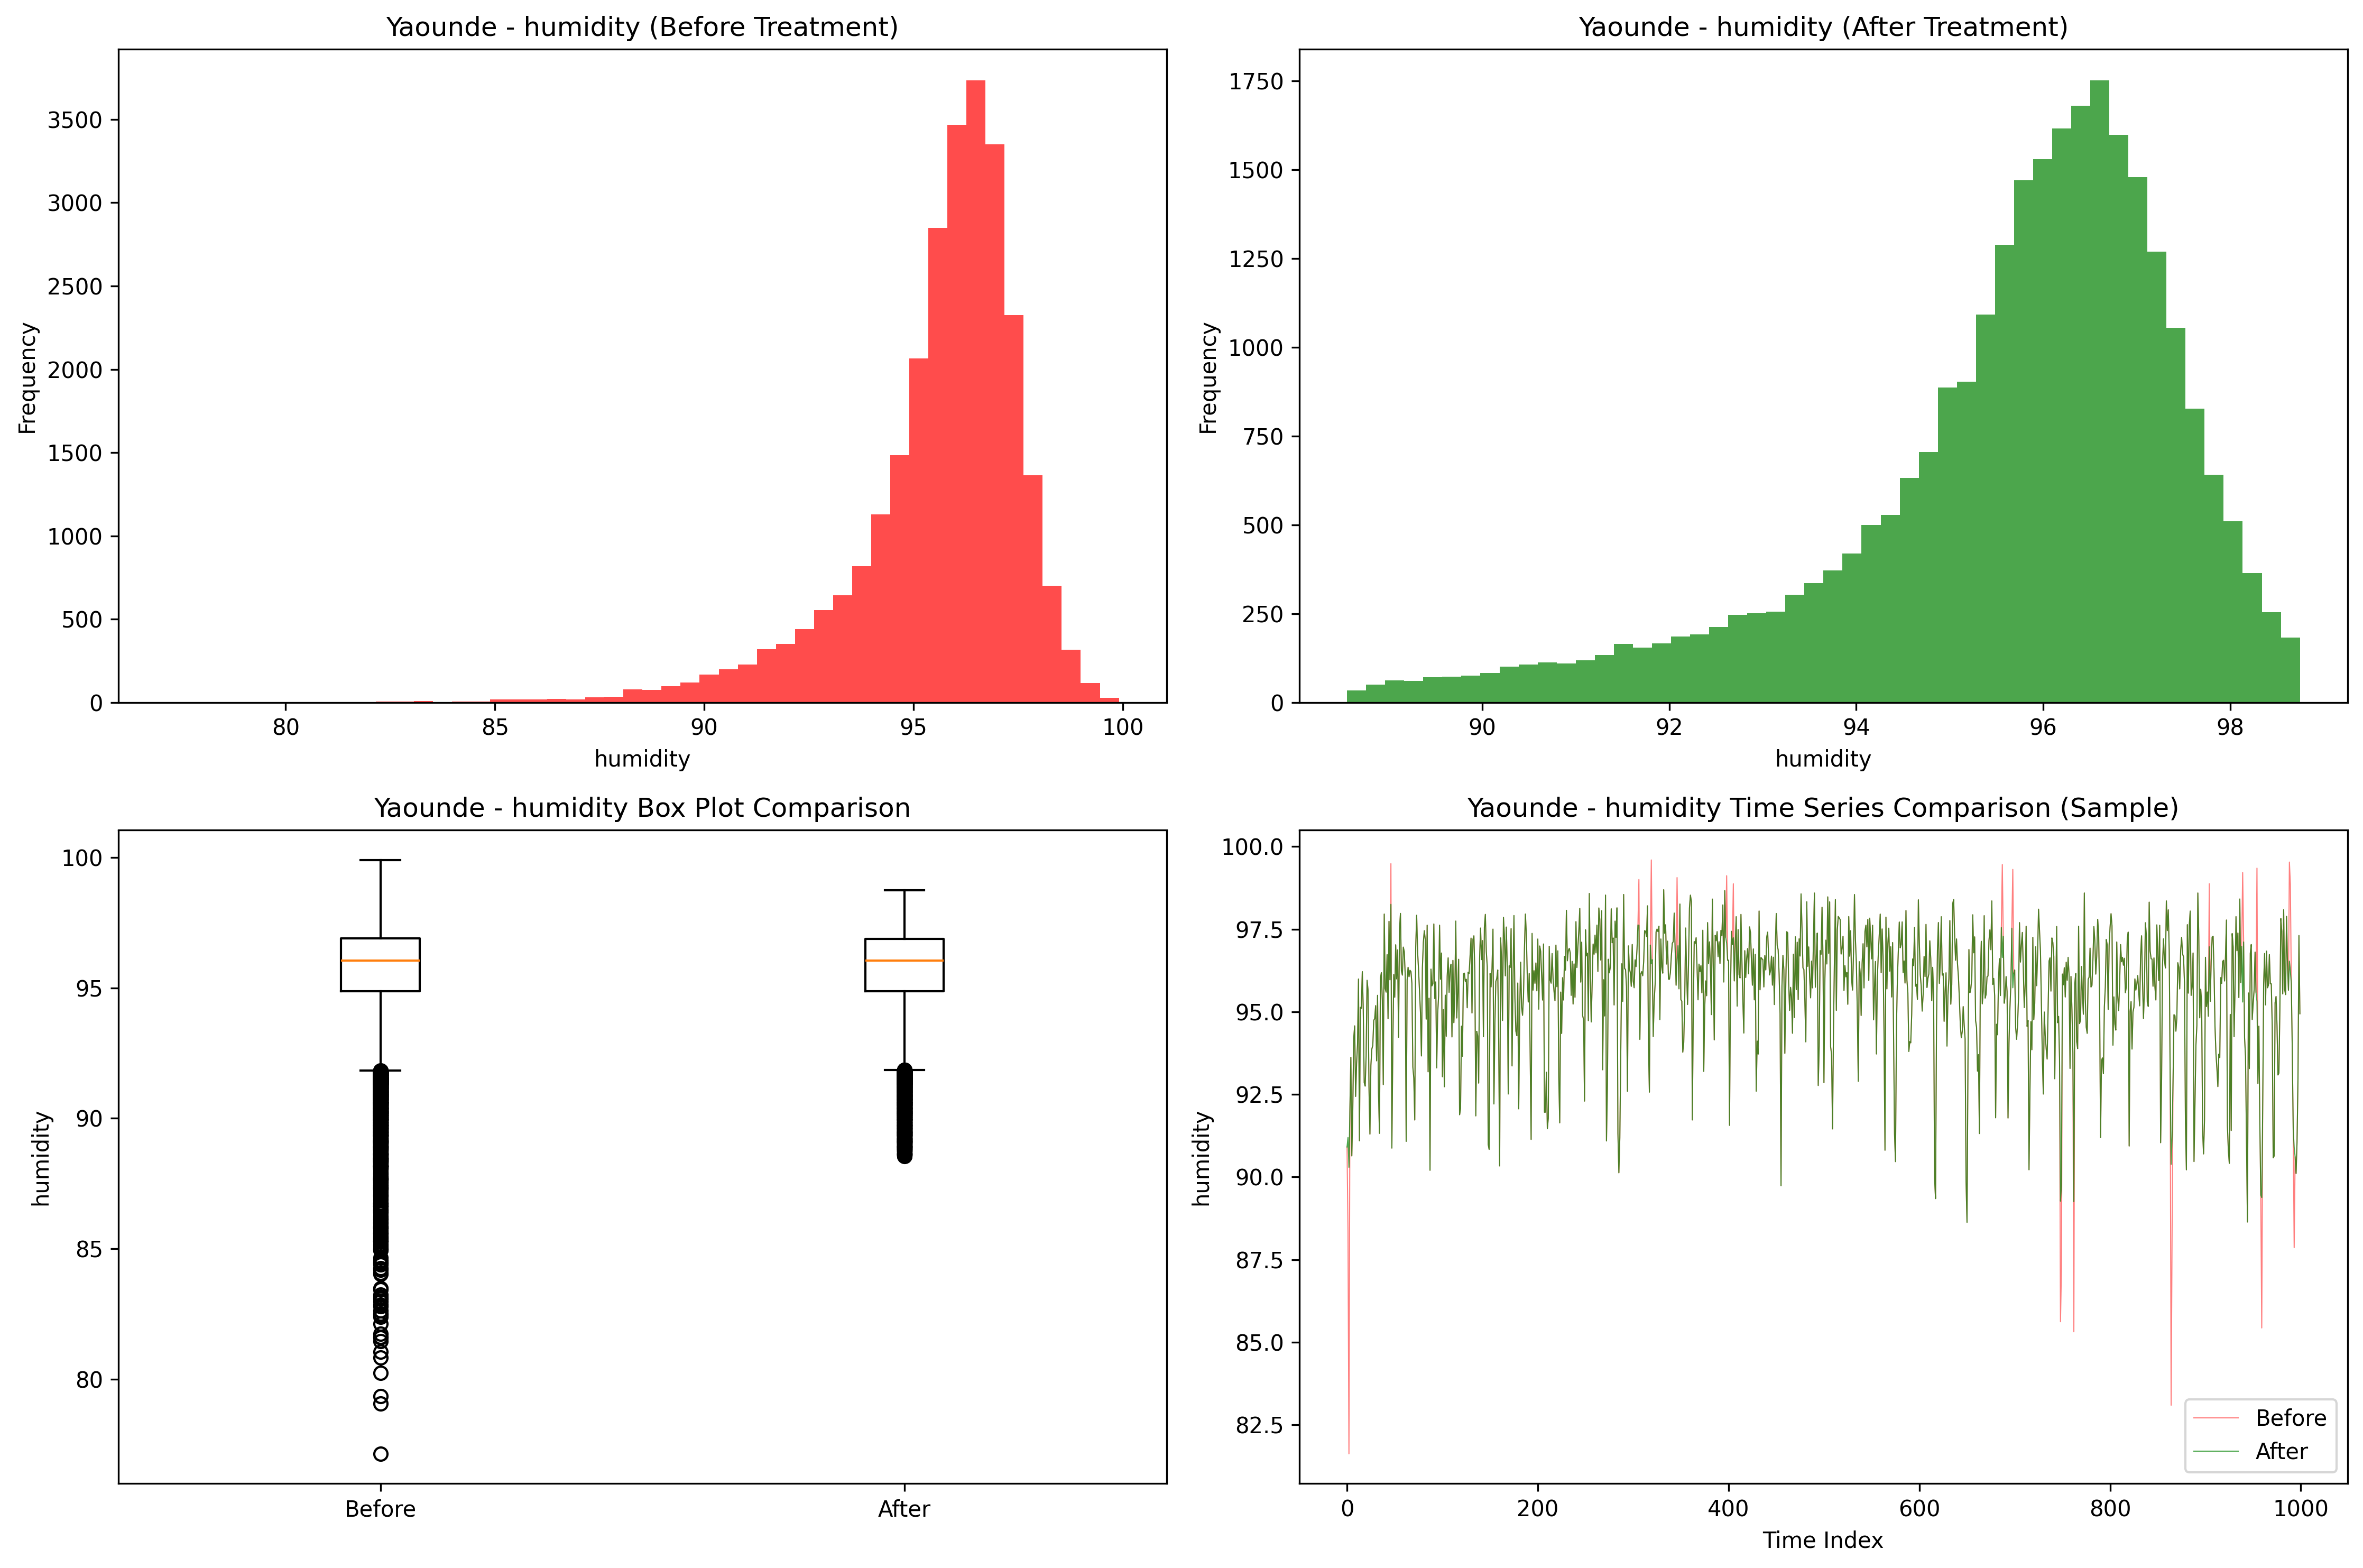 Yaounde - humidity (Before Treatment)
Frequency
3500
3000
2500
2000
1500
1000
500
0
80 85 90 95 100
humidity
Yaounde - humidity (After Treatment)
Frequency
1750
1500
1250
1000
750
500
250
0
90 92 94 96 98
humidity
Yaounde - humidity Box Plot Comparison
humidity
100
95
90
85
80
Before After
Yaounde - humidity Time Series Comparison (Sample)
humidity
100.0
97.5
95.0
92.5
90.0
87.5
85.0
82.5
Before
After
0 200 400 600 800 1000
Time Index